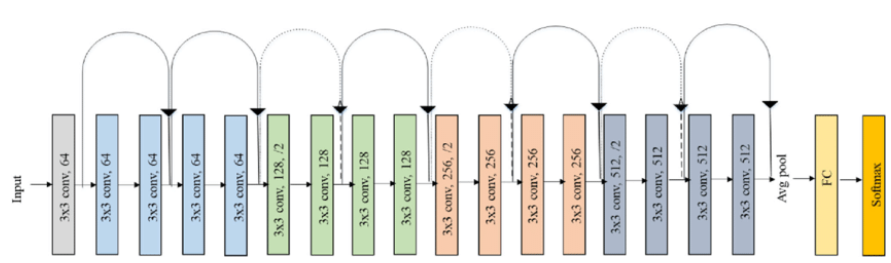 Input
3x3 conv, 64
3x3 conv, 64
3x3 conv, 64
3x3 conv, 64
3x3 conv, 64
3x3 conv, 128, /2
3x3 conv, 128
3x3 conv, 128
3x3 conv, 128
3x3 conv, 256, /2
3x3 conv, 256
3x3 conv, 256
3x3 conv, 256
3x3 conv, 512, /2
3x3 conv, 512
3x3 conv, 512
3x3 conv, 512
Avg pool
FC
Softmax